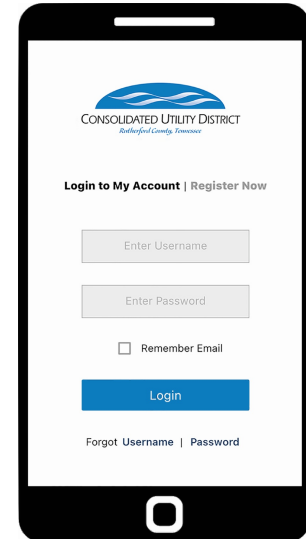 CONSOLIDATED UTILITY DISTRICT
Rutherford County, Tennessee
Login to My Account | Register Now
Enter Username
Enter Password
Remember Email
Login
Forgot Username | Password